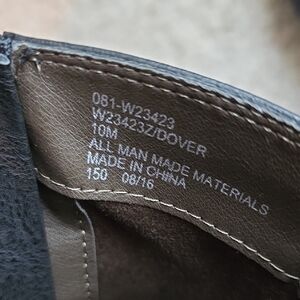 081-W23423
W23423Z/DOVER
10M
ALL MAN MADE MATERIALS
MADE IN CHINA
150 08/16